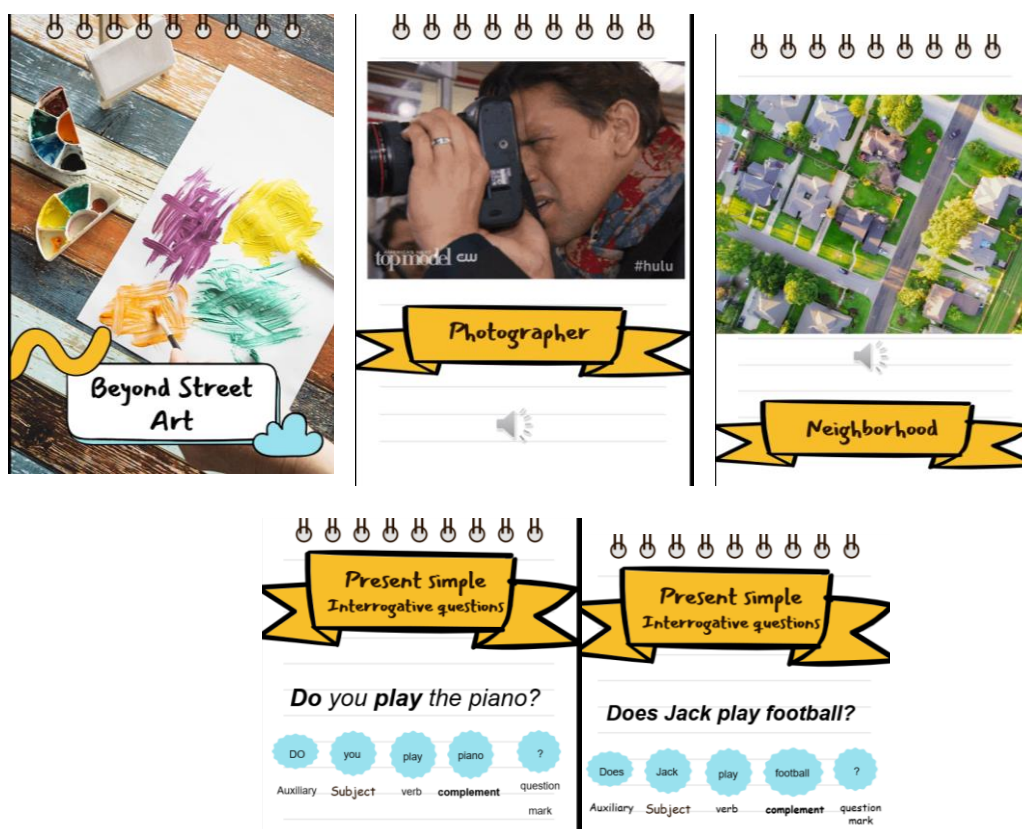 Beyond Street
Art
top model cw
#hulu
Photographer
Neighborhood
Present simple
Interrogative questions
Do you play the piano?
DO you play piano ?
Auxiliary Subject verb complement question
mark
Present simple
Interrogative questions
Does Jack play football?
Does Jack play football ?
Auxiliary Subject verb complement question
mark